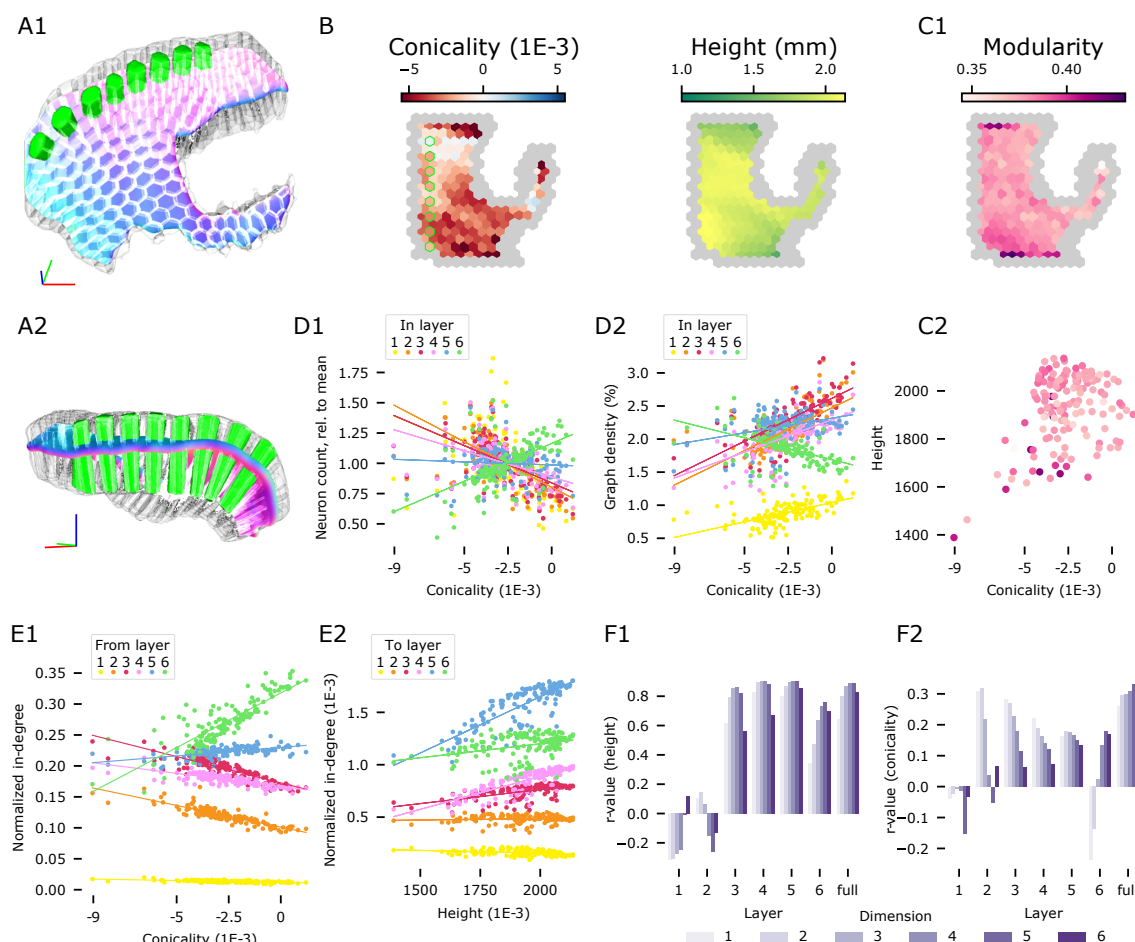 A1
B
Conicality (1E-3)
−5 0 5
Height (mm)
1.0 1.5 2.0
C1
Modularity
0.35 0.40
A2
D1
In layer
1 2 3 4 5 6
Neuron count, rel. to mean
1.75
1.50
1.25
1.00
0.75
0.50
-9 -5 -2.5 0
Conicality (1E-3)
D2
In layer
1 2 3 4 5 6
Graph density (%)
3.0
2.5
2.0
1.5
1.0
0.5
-9 -5 -2.5 0
Conicality (1E-3)
C2
Height
2000
1800
1600
1400
-9 -5 -2.5 0
Conicality (1E-3)
E1
From layer
1 2 3 4 5 6
Normalized in-degree
0.35
0.30
0.25
0.20
0.15
0.10
0.05
0.00
-9 -5 -2.5 0
Conicality (1E-3)
E2
To layer
1 2 3 4 5 6
Normalized in-degree (1E-3)
1.5
1.0
0.5
1500 1750 2000
Height (1E-3)
F1
r-value (height)
0.8
0.6
0.4
0.2
0.0
−0.2
1 2 3 4 5 6 full
Layer
F2
r-value (conicality)
0.3
0.2
0.1
0.0
−0.1
−0.2
1 2 3 4 5 6 full
Layer
Dimension
1 2 3 4 5 6